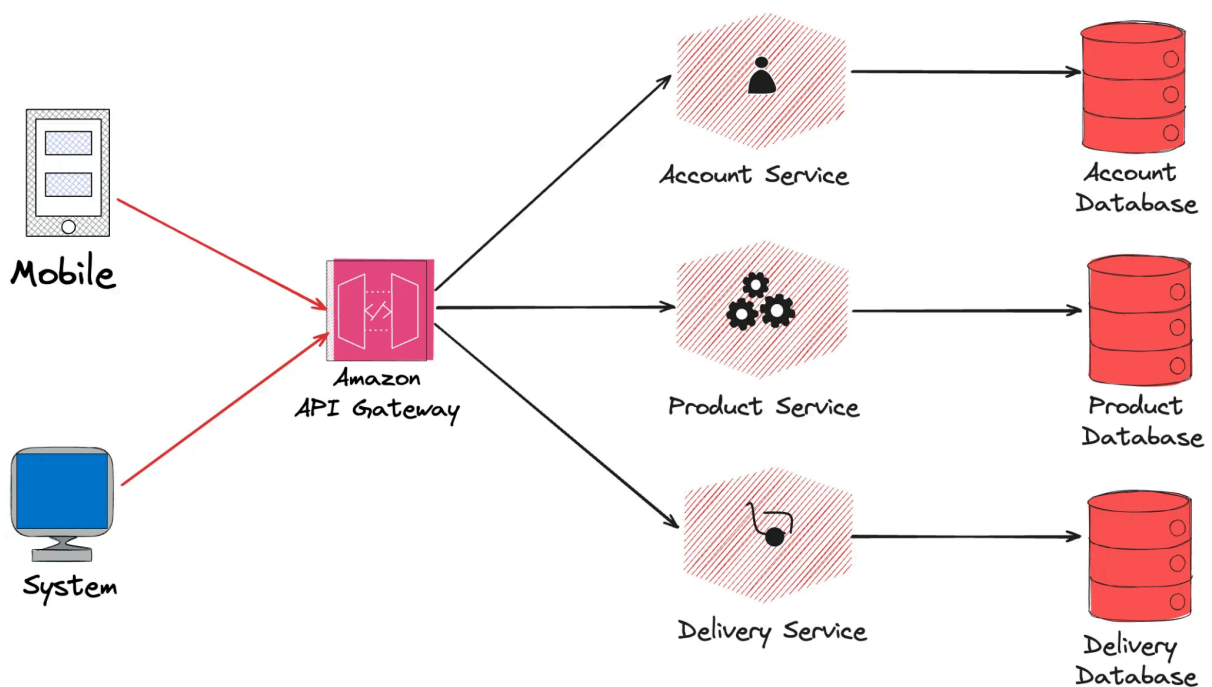 Mobile
System
Amazon
API Gateway
Account Service
Product Service
Delivery Service
Account
Database
Product
Database
Delivery
Database